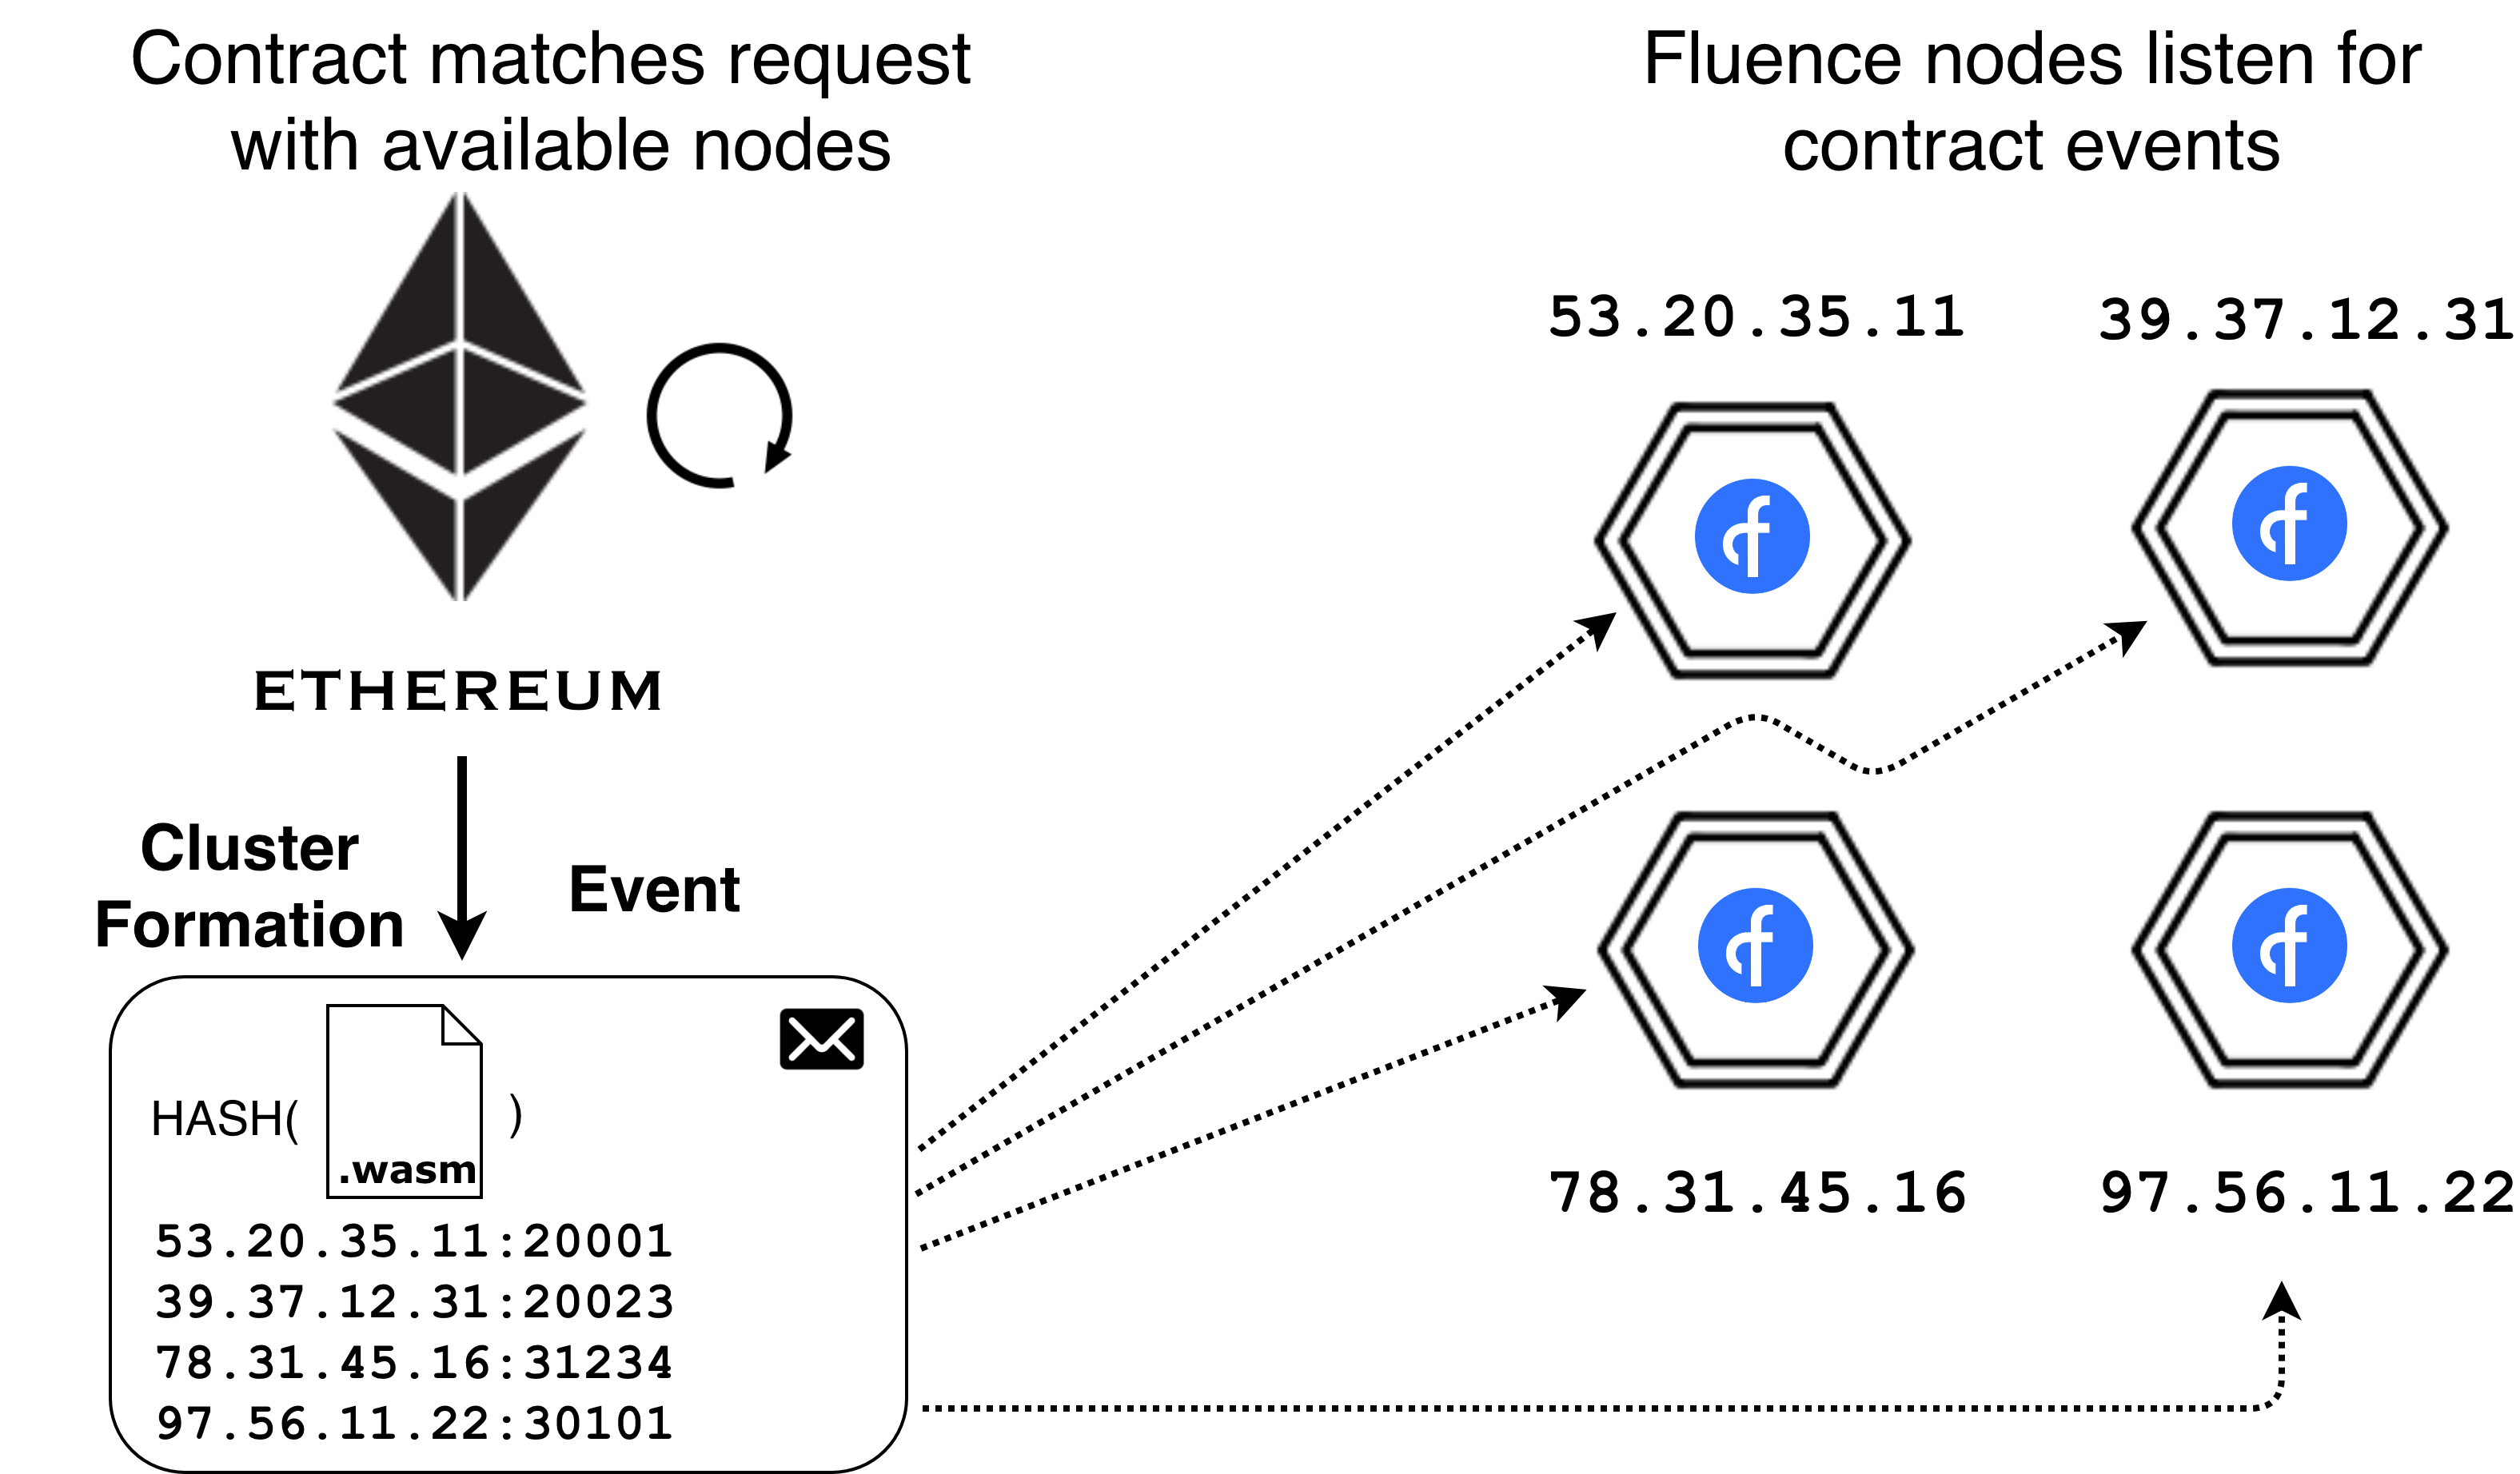 Contract matches request
with available nodes
ETHEREUM
Cluster
Formation
Event
HASH(
.wasm
)
53.20.35.11:20001
39.37.12.31:20023
78.31.45.16:31234
97.56.11.22:30101
Fluence nodes listen for
contract events
53.20.35.11
39.37.12.31
78.31.45.16
97.56.11.22